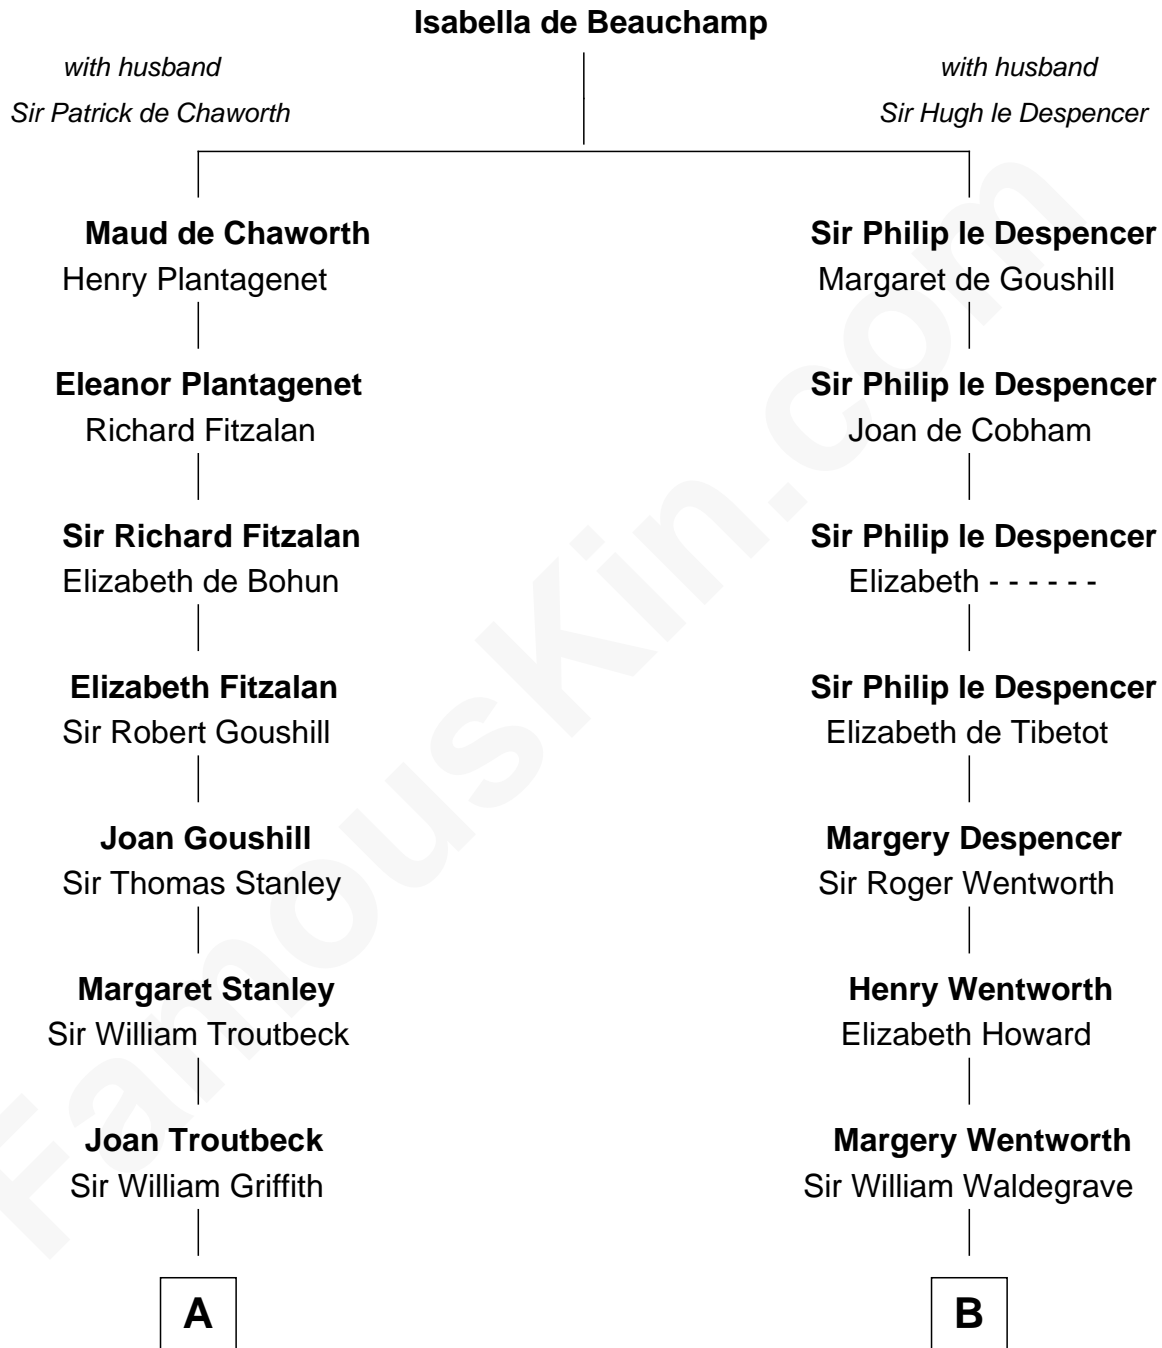 Isabella de Beauchamp
with husband
Sir Patrick de Chaworth
with husband
Sir Hugh le Despencer
Maud de Chaworth
Henry Plantagenet
Sir Philip le Despencer
Margaret de Goushill
Eleanor Plantagenet
Richard Fitzalan
Sir Philip le Despencer
Joan de Cobham
Sir Richard Fitzalan
Elizabeth de Bohun
Sir Philip le Despencer
Elizabeth - - - - - -
Elizabeth Fitzalan
Sir Robert Goushill
Sir Philip le Despencer
Elizabeth de Tibetot
Joan Goushill
Sir Thomas Stanley
Margery Despencer
Sir Roger Wentworth
Margaret Stanley
Sir William Troutbeck
Henry Wentworth
Elizabeth Howard
Joan Troutbeck
Sir William Griffith
Margery Wentworth
Sir William Waldegrave
A
B
FamousKin.com